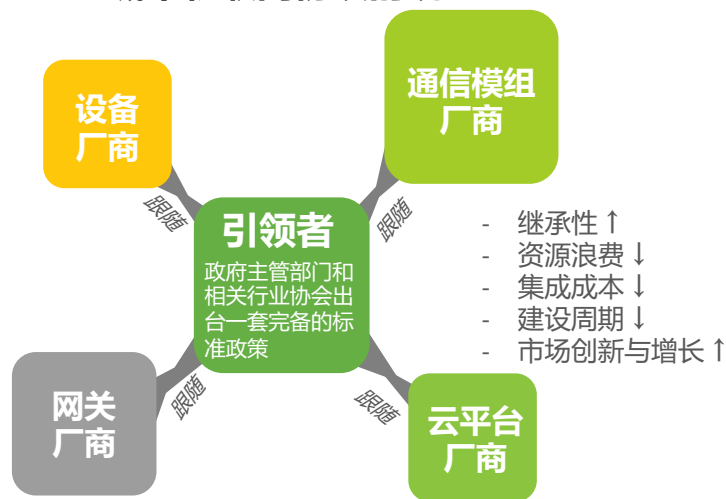 设备
厂商
通信模组
厂商
跟随
跟随
引领者
政府主管部门和
相关行业协会出
台一套完备的标
准政策
- 继承性↑
- 资源浪费↓
- 集成成本↓
- 建设周期↓
- 市场创新与增长↑
跟随
跟随
网关
厂商
云平台
厂商